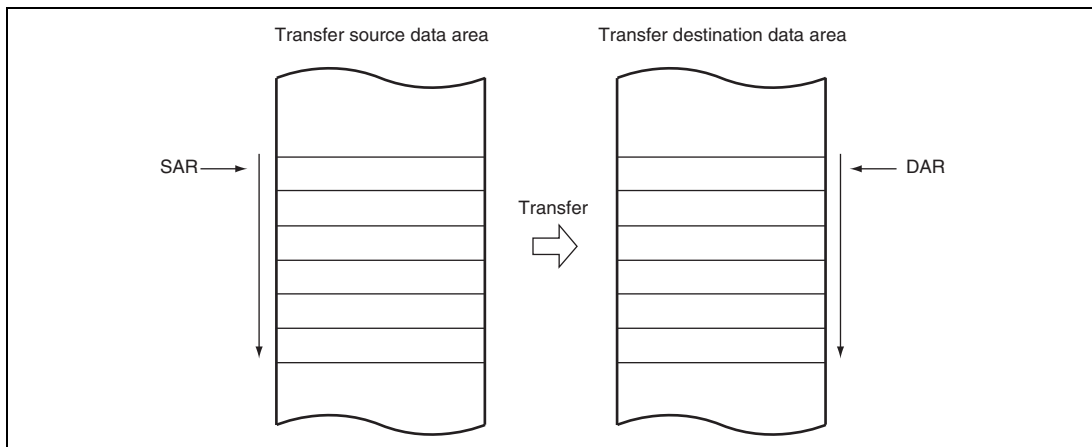 Transfer source data area
Transfer destination data area
SAR
DAR
Transfer